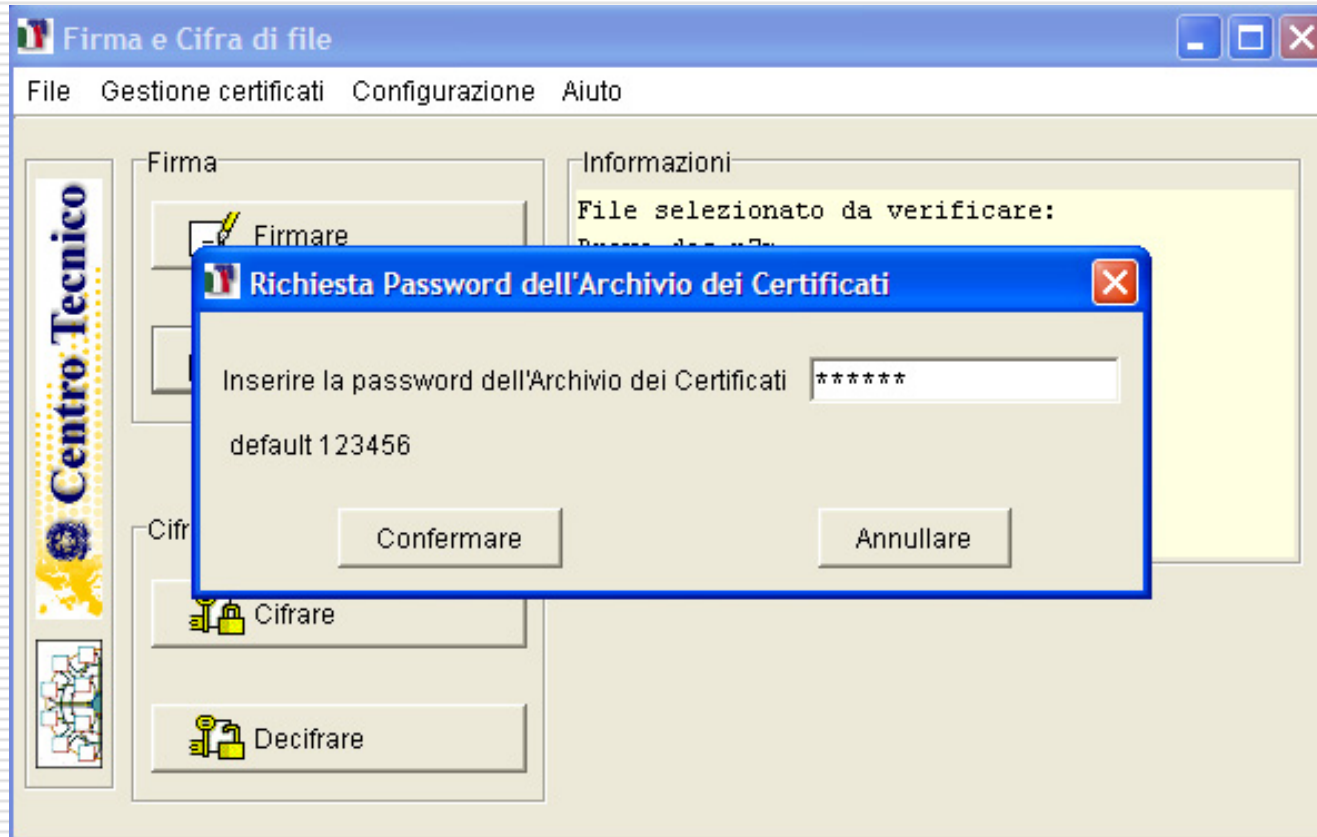 Firma e Cifra di file
File Gestione certificati Configurazione Aiuto
Centro Tecnico
Firma
Firmare
Informazioni
File selezionato da verificare:
Richiesta Password dell'Archivio dei Certificati
Inserire la password dell'Archivio dei Certificati ******
default 123456
Confermare Annullare
Cifr
Cifrare
Decifrare